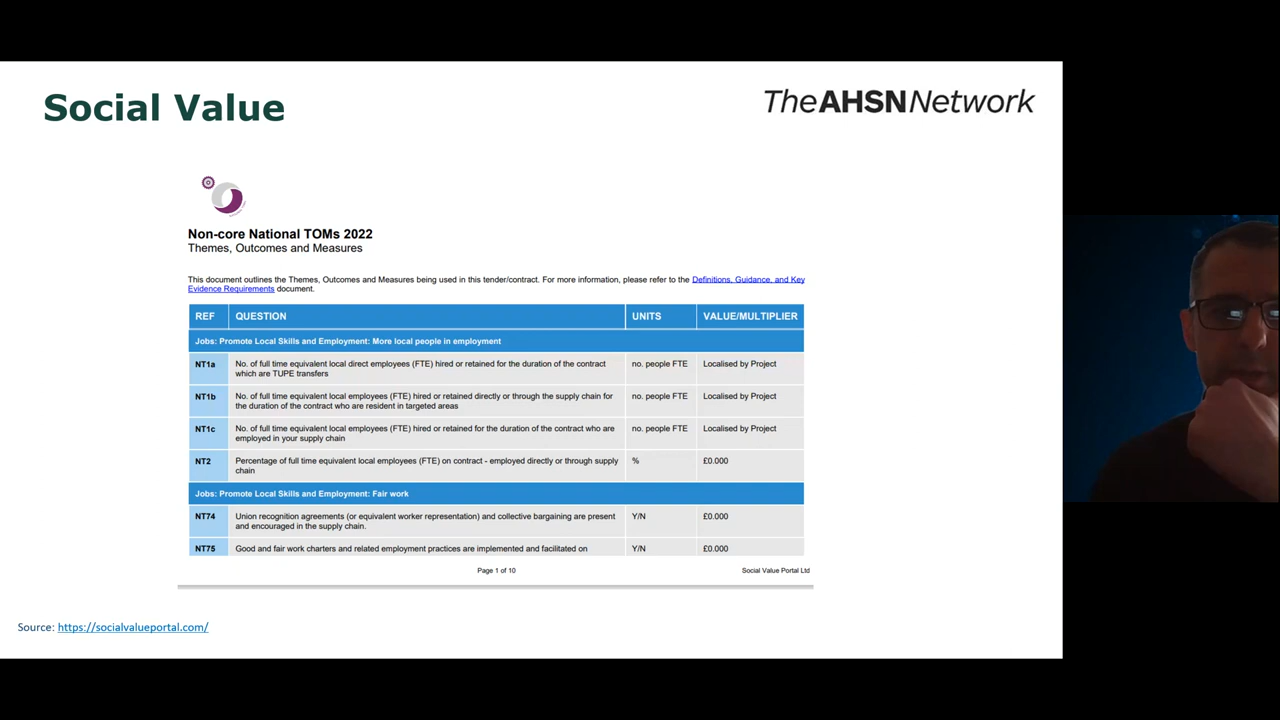 Social Value
TheAHSNNetwork
Non-core National TOMs 2022
Themes, Outcomes and Measures
This document outlines the Themes, Outcomes and Measures being used in this tender/contract. For more information, please refer to the Definitions, Guidance, and Key
Evidence Requirements document.
REF QUESTION UNITS VALUE/MULTIPLIER
Jobs: Promote Local Skills and Employment: More local people in employment
NT1a No. of full time equivalent local direct employees (FTE) hired or retained for the duration of the contract no. people FTE Localised by Project
which are TUPE transfers
NT1b No. of full time equivalent local employees (FTE) hired or retained directly or through the supply chain for no. people FTE Localised by Project
the duration of the contract who are resident in targeted areas
NT1c No. of full time equivalent local employees (FTE) hired or retained for the duration of the contract who are no. people FTE Localised by Project
employed in your supply chain
NT2 Percentage of full time equivalent local employees (FTE) on contract - employed directly or through supply % £0.000
chain
Jobs: Promote Local Skills and Employment: Fair work
NT74 Union recognition agreements (or equivalent worker representation) and collective bargaining are present Y/N £0.000
and encouraged in the supply chain.
NT75 Good and fair work charters and related employment practices are implemented and facilitated on Y/N £0.000
Page 1 of 10 Social Value Portal Ltd
Source: https://socialvalueportal.com/